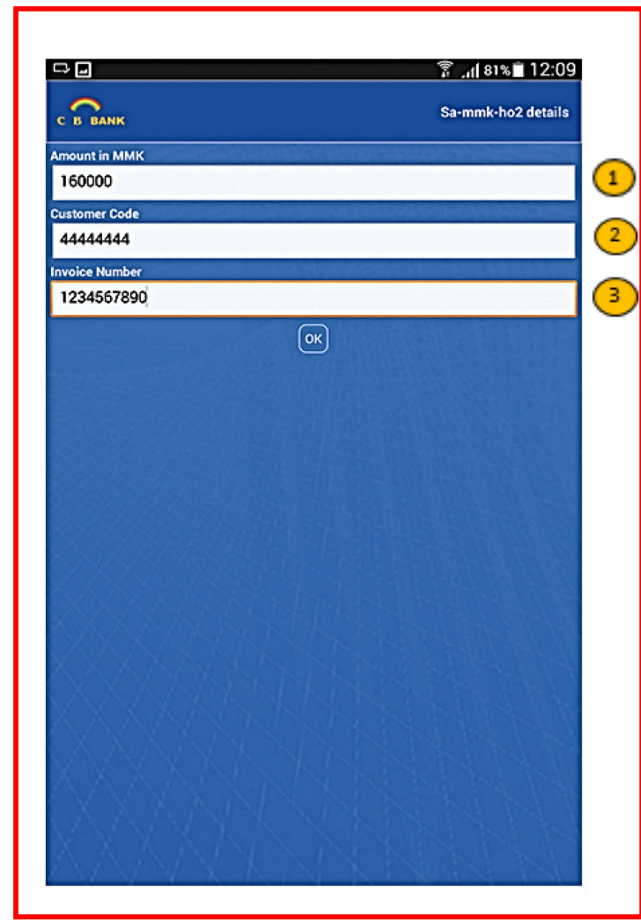 81% 12:09
C B BANK
Sa-mmk-ho2 details
Amount in MMK
160000
1
Customer Code
44444444
2
Invoice Number
1234567890
3
OK